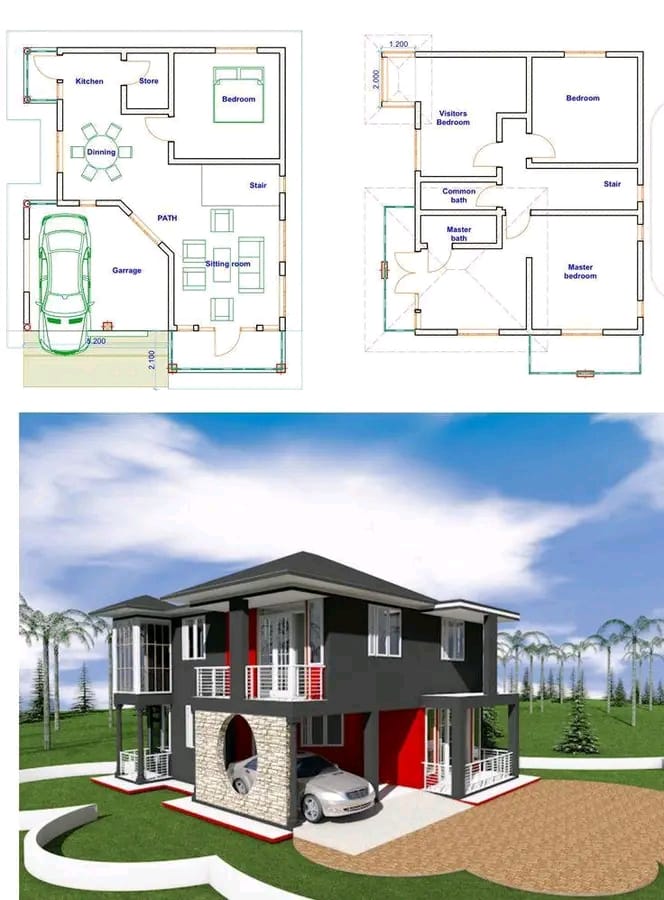 Kitchen
Store
Bedroom
Dinning
Stair
PATH
Sitting room
Garrage
5.200
2.100
1.200
2.000
Visitors
Bedroom
Bedroom
Stair
Common
bath
Master
bath
Master
bedroom